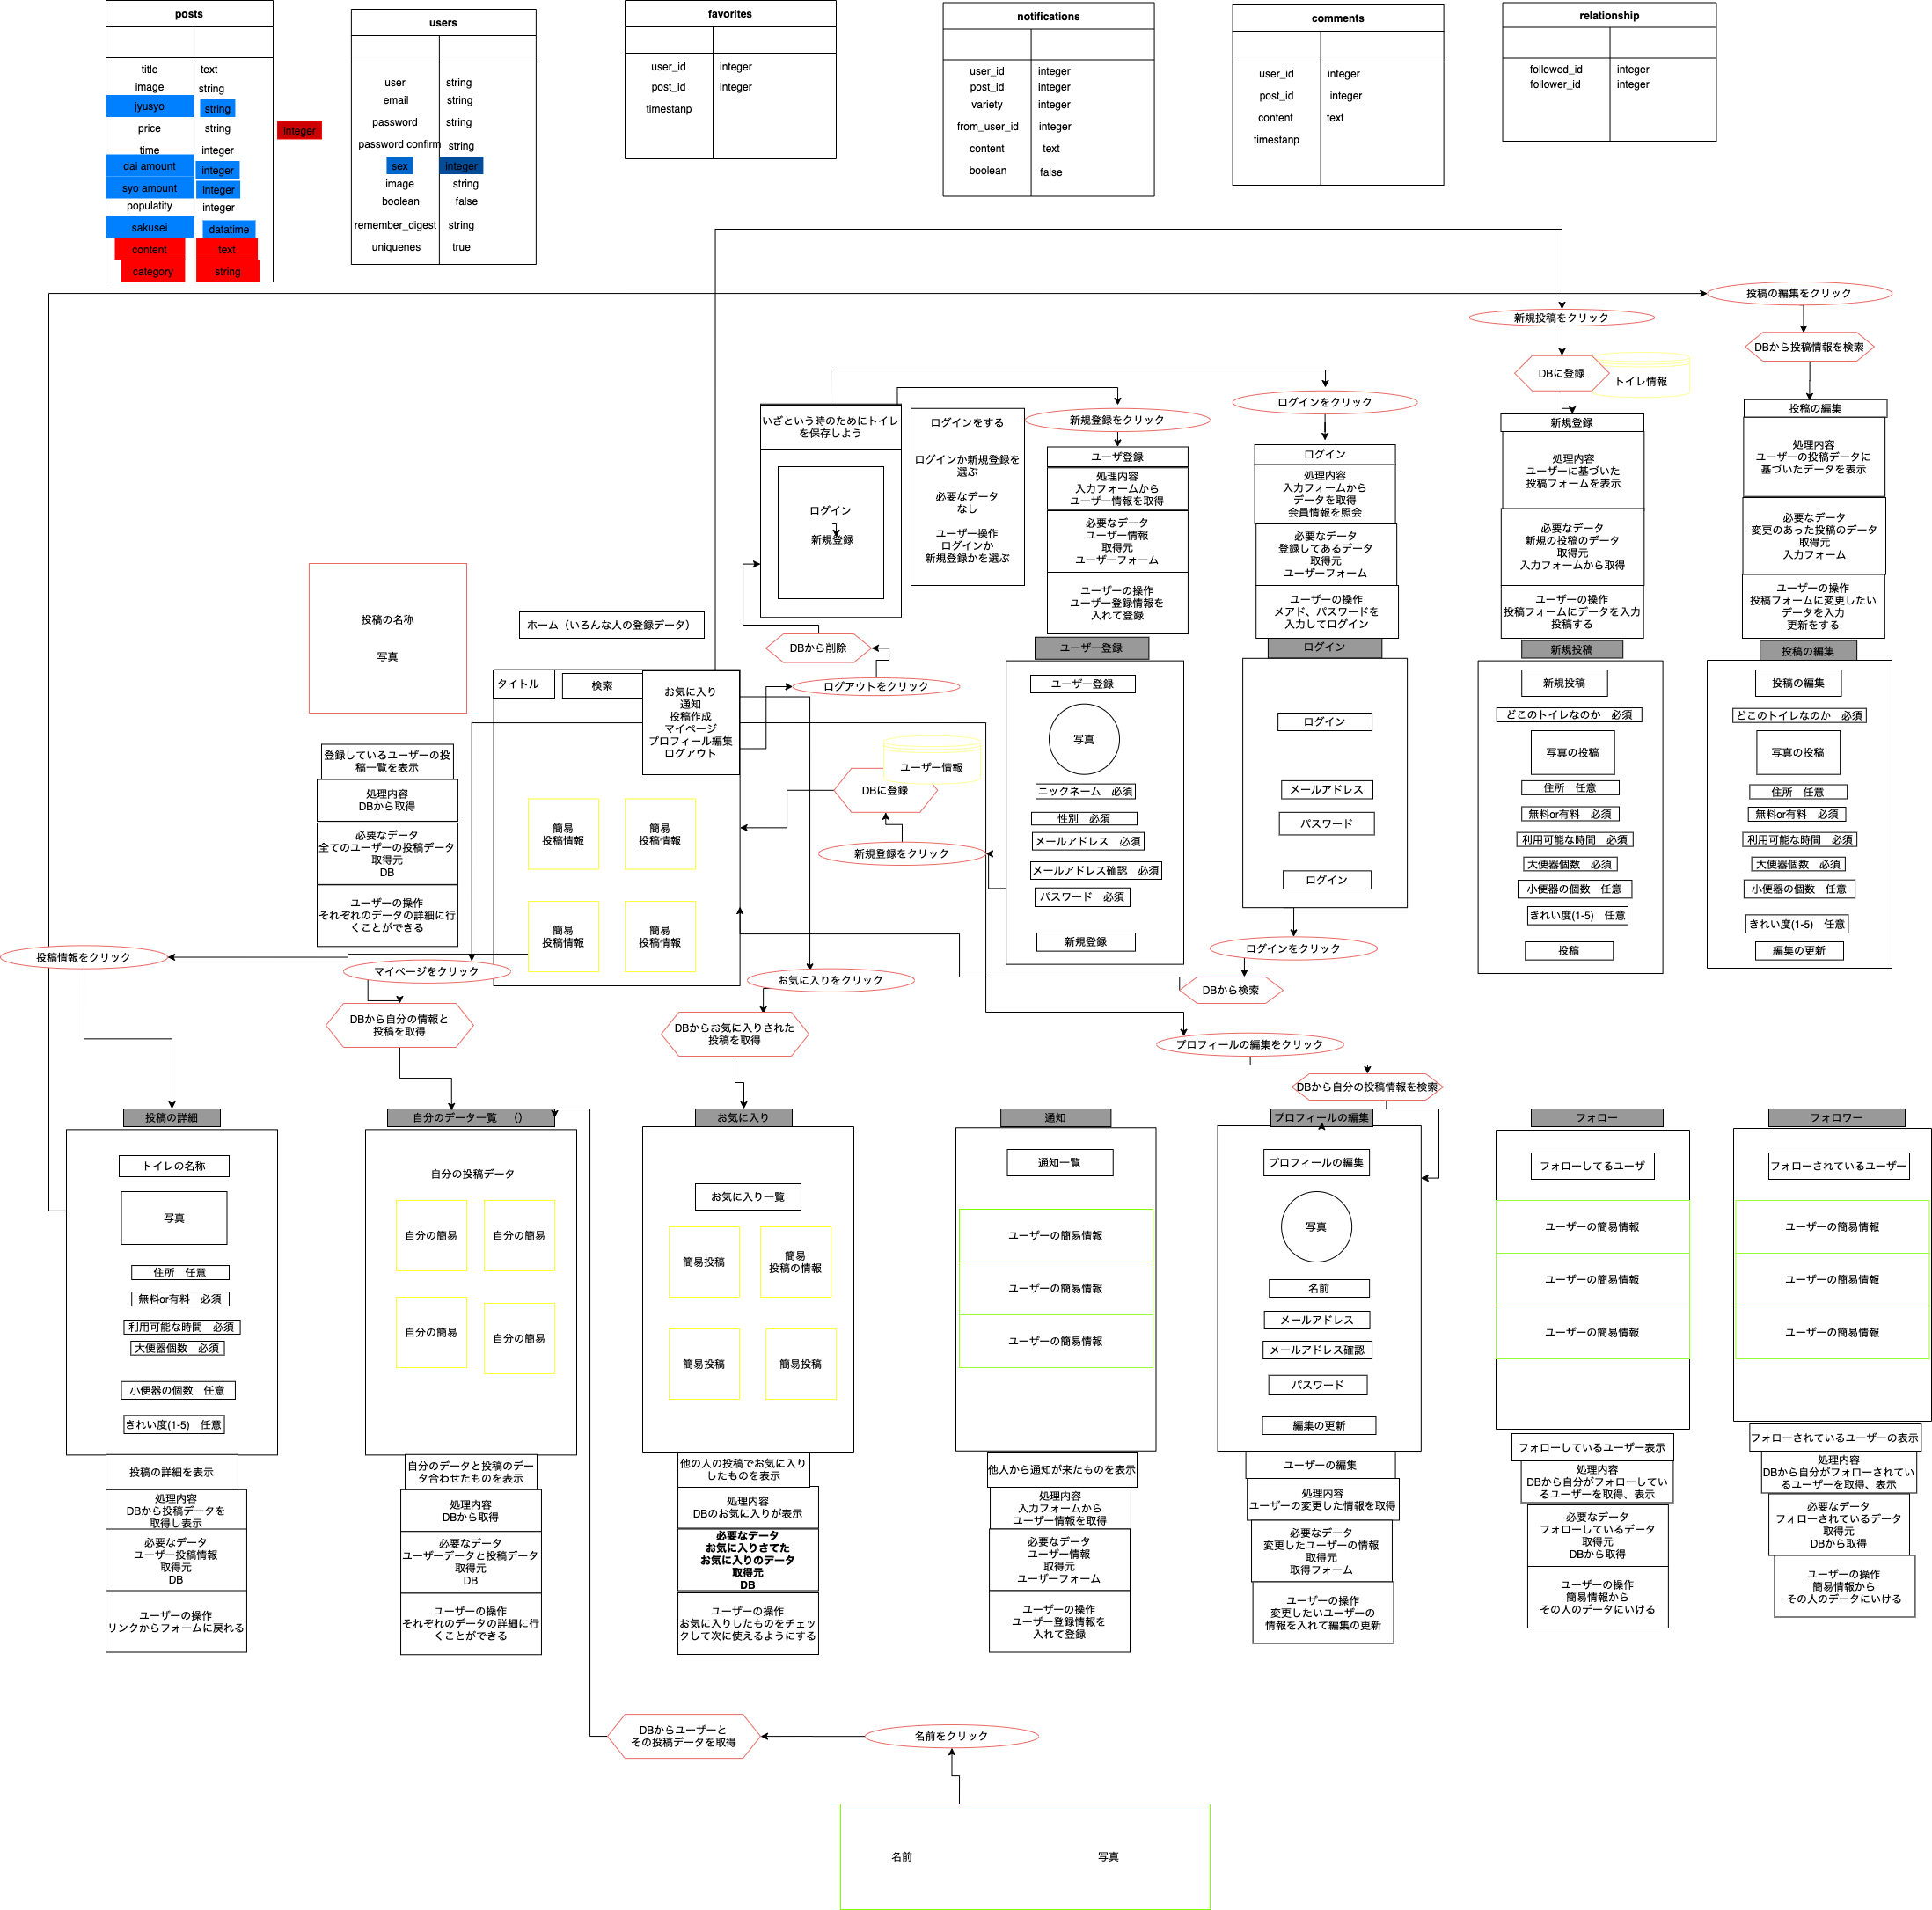 posts
title text
image string
jyusyo string
price string
integer
time integer
dai amount integer
syo amount integer
populatity integer
sakusei datatime
content text
category string
users
user string
email string
password string
password confirm string
sex integer
image string
boolean false
remember_digest string
uniquenes true
favorites
user_id integer
post_id integer
timestanp
notifications
user_id integer
post_id integer
variety integer
from_user_id integer
content text
boolean false
comments
user_id integer
post_id integer
content text
timestanp
relationship
followed_id integer
follower_id integer
投稿の編集をクリック
DBから投稿情報を検索
新規投稿をクリック
DBに登録
トイレ情報
ログインをクリック
新規登録をクリック
いざという時のためにトイレ
を保存しよう
ログイン
新規登録
ログインをする
ログインか新規登録を
選ぶ
必要なデータ
なし
ユーザー操作
ログインか
新規登録かを選ぶ
ユーザ登録
処理内容
入力フォームから
ユーザー情報を取得
必要なデータ
ユーザー情報
取得元
ユーザーフォーム
ユーザーの操作
ユーザー登録情報を
入れて登録
ログイン
処理内容
入力フォームから
データを取得
会員情報を照会
必要なデータ
登録してあるデータ
取得元
ユーザーフォーム
ユーザーの操作
メアド、パスワードを
入力してログイン
新規登録
処理内容
ユーザーに基づいた
投稿フォームを表示
必要なデータ
新規の投稿のデータ
取得元
入力フォームから取得
ユーザーの操作
投稿フォームにデータを入力
投稿する
投稿の編集
処理内容
ユーザーの投稿データに
基づいたデータを表示
必要なデータ
変更のあった投稿のデータ
取得元
入力フォーム
ユーザーの操作
投稿フォームに変更したい
データを入力
更新をする
投稿の名称
写真
ホーム（いろんな人の登録データ）
DBから削除
ログアウトをクリック
タイトル
検索
お気に入り
通知
投稿作成
マイページ
プロフィール編集
ログアウト
簡易
投稿情報
簡易
投稿情報
簡易
投稿情報
簡易
投稿情報
登録しているユーザーの投
稿一覧を表示
処理内容
DBから取得
必要なデータ
全てのユーザーの投稿データ
取得元
DB
ユーザーの操作
それぞれのデータの詳細に行
くことができる
ユーザー情報
DBに登録
新規登録をクリック
ユーザー登録
ユーザー登録
写真
ニックネーム　必須
性別　必須
メールアドレス　必須
メールアドレス確認　必須
パスワード　必須
新規登録
ログイン
ログイン
メールアドレス
パスワード
ログイン
ログインをクリック
DBから検索
新規投稿
新規投稿
どこのトイレなのか　必須
写真の投稿
住所　任意
無料or有料　必須
利用可能な時間　必須
大便器個数　必須
小便器の個数　任意
きれい度(1-5)　任意
投稿
投稿の編集
投稿の編集
どこのトイレなのか　必須
写真の投稿
住所　任意
無料or有料　必須
利用可能な時間　必須
大便器個数　必須
小便器の個数　任意
きれい度(1-5)　任意
編集の更新
投稿情報をクリック
マイページをクリック
DBから自分の情報と
投稿を取得
お気に入りをクリック
DBからお気に入りされた
投稿を取得
プロフィールの編集をクリック
DBから自分の投稿情報を検索
投稿の詳細
トイレの名称
写真
住所　任意
無料or有料　必須
利用可能な時間　必須
大便器個数　必須
小便器の個数　任意
きれい度(1-5)　任意
投稿の詳細を表示
処理内容
DBから投稿データを
取得し表示
必要なデータ
ユーザー投稿情報
取得元
DB
ユーザーの操作
リンクからフォームに戻れる
自分のデータ一覧　（）
自分の投稿データ
自分の簡易
自分の簡易
自分の簡易
自分の簡易
自分のデータと投稿のデー
タ合わせたものを表示
処理内容
DBから取得
必要なデータ
ユーザーデータと投稿データ
取得元
DB
ユーザーの操作
それぞれのデータの詳細に行
くことができる
お気に入り
お気に入り一覧
簡易投稿
簡易
投稿の情報
簡易投稿
簡易投稿
他の人の投稿でお気に入り
したものを表示
処理内容
DBのお気に入りが表示
必要なデータ
お気に入りさてた
お気に入りのデータ
取得元
DB
ユーザーの操作
お気に入りしたものをチェッ
クして次に使えるようにする
通知
通知一覧
ユーザーの簡易情報
ユーザーの簡易情報
ユーザーの簡易情報
他人から通知が来たものを表示
処理内容
入力フォームから
ユーザー情報を取得
必要なデータ
ユーザー情報
取得元
ユーザーフォーム
ユーザーの操作
ユーザー登録情報を
入れて登録
プロフィールの編集
プロフィールの編集
写真
名前
メールアドレス
メールアドレス確認
パスワード
編集の更新
ユーザーの編集
処理内容
ユーザーの変更した情報を取得
必要なデータ
変更したユーザーの情報
取得元
取得フォーム
ユーザーの操作
変更したいユーザーの
情報を入れて編集の更新
フォロー
フォローしてるユーザ
ユーザーの簡易情報
ユーザーの簡易情報
ユーザーの簡易情報
フォローしているユーザー表示
処理内容
DBから自分がフォローしてい
るユーザーを取得、表示
必要なデータ
フォローしているデータ
取得元
DBから取得
ユーザーの操作
簡易情報から
その人のデータにいける
フォロワー
フォローされているユーザー
ユーザーの簡易情報
ユーザーの簡易情報
ユーザーの簡易情報
フォローされているユーザーの表示
処理内容
DBから自分がフォローされてい
るユーザーを取得、表示
必要なデータ
フォローされているデータ
取得元
DBから取得
ユーザーの操作
簡易情報から
その人のデータにいける
DBからユーザーと
その投稿データを取得
名前をクリック
名前
写真